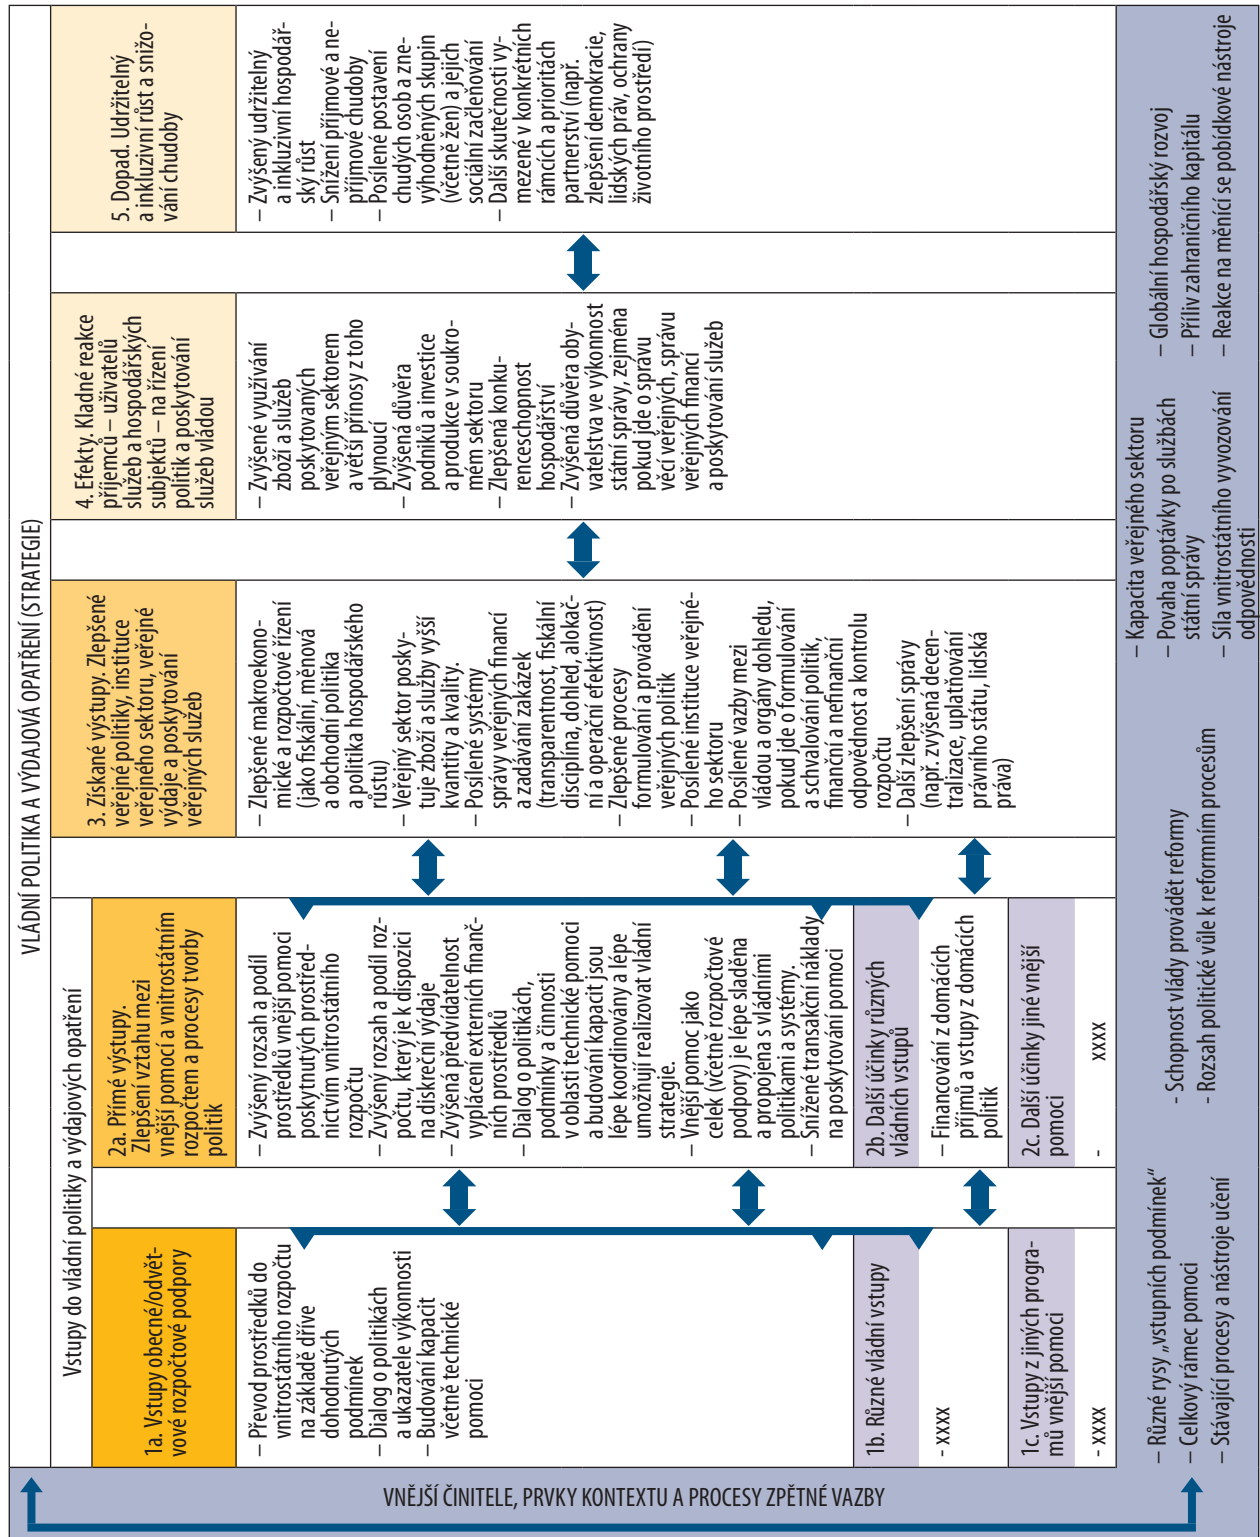 VLÁDNÍ POLITIKA A VÝDAJOVÁ OPATŘENÍ (STRATEGIE)
Vstupy do vládní politiky a výdajových opatření
1a. Vstupy obecné/odvět-
vové rozpočtové podpory
– Převod prostředků do
vnitrostátního rozpočtu
na základě dříve
dohodnutých
podmínek
– Dialog o politikách
a ukazatele výkonnosti
– Budování kapacit
včetně technické
pomoci
1b. Různé vládní vstupy
- xxxx
1c. Vstupy z jiných progra-
mů vnější pomoci
- xxxx
2a. Přímé výstupy.
Zlepšení vztahu mezi
vnější pomocí a vnitrostátním
rozpočtem a procesy tvorby
politik
– Zvýšený rozsah a podíl
prostředků vnější pomoci
poskytnutých prostřed-
nictvím vnitrostátního
rozpočtu
– Zvýšený rozsah a podíl roz-
počtu, který je k dispozici
na diskreční výdaje
– Zvýšená předvídatelnost
vyplácení externích finanč-
ních prostředků
– Dialog o politikách,
podmínky a činnosti
v oblasti technické pomoci
a budování kapacit jsou
lépe koordinovány a lépe
umožňují realizovat vládní
strategie.
– Vnější pomoc jako
celek (včetně rozpočtové
podpory) je lépe sladěna
a propojena s vládními
politikami a systémy.
– Snížené transakční náklady
na poskytování pomoci
2b. Další účinky různých
vládních vstupů
– Financování z domácích
příjmů a vstupy z domácích
politik
2c. Další účinky jiné vnější
pomoci
- xxxx
3. Získané výstupy. Zlepšené
veřejné politiky, instituce
veřejného sektoru, veřejné
výdaje a poskytování
veřejných služeb
– Zlepšené makroekono-
mické a rozpočtové řízení
(jako fiskální, měnová
a obchodní politika
a politika hospodářského
růstu)
– Veřejný sektor posky-
tuje zboží a služby vyšší
kvantity a kvality.
– Posílené systémy
správy veřejných financí
a zadávání zakázek
(transparentnost, fiskální
disciplína, dohled, alokač-
ní a operační efektivnost)
– Zlepšené procesy
formulování a provádění
veřejných politik
– Posílené instituce veřejné-
ho sektoru
– Posílené vazby mezi
vládou a orgány dohledu,
pokud jde o formulování
a schvalování politik,
finanční a nefinanční
odpovědnost a kontrolu
rozpočtu
– Další zlepšení správy
(např. zvýšená decen-
tralizace, uplatňování
právního státu, lidská
práva)
4. Efekty. Kladné reakce
příjemců – uživatelů
služeb a hospodářských
subjektů – na řízení
politik a poskytování
služeb vládou
– Zvýšené využívání
zboží a služeb
poskytovaných
veřejným sektorem
a větší přínosy z toho
plynoucí
– Zvýšená důvěra
podniků a investice
a produkce v soukro-
mém sektoru
– Zlepšená konku-
renceschopnost
hospodářství
– Zvýšená důvěra oby-
vatelstva ve výkonnost
státní správy, zejména
pokud jde o správu
věcí veřejných, správu
veřejných financí
a poskytování služeb
5. Dopad. Udržitelný
a inkluzivní růst a snižo-
vání chudoby
– Zvýšený udržitelný
a inkluzivní hospodář-
ský růst
– Snížení příjmové a ne-
příjmové chudoby
– Posílené postavení
chudých osob a zne-
výhodněných skupin
(včetně žen) a jejich
sociální začleňování
– Další skutečnosti vy-
mezené v konkrétních
rámcích a prioritách
partnerství (např.
zlepšení demokracie,
lidských práv, ochrany
životního prostředí)
VNĚJŠÍ ČINITELE, PRVKY KONTEXTU A PROCESY ZPĚTNÉ VAZBY
– Různé rysy „vstupních podmínek“
– Celkový rámec pomoci
– Stávající procesy a nástroje učení
- Schopnost vlády provádět reformy
- Rozsah politické vůle k reformním procesům
– Kapacita veřejného sektoru
– Povaha poptávky po službách
státní správy
– Síla vnitrostátního vyvozování
odpovědnosti
– Globální hospodářský rozvoj
– Příliv zahraničního kapitálu
– Reakce na měnící se pobídkové nástroje